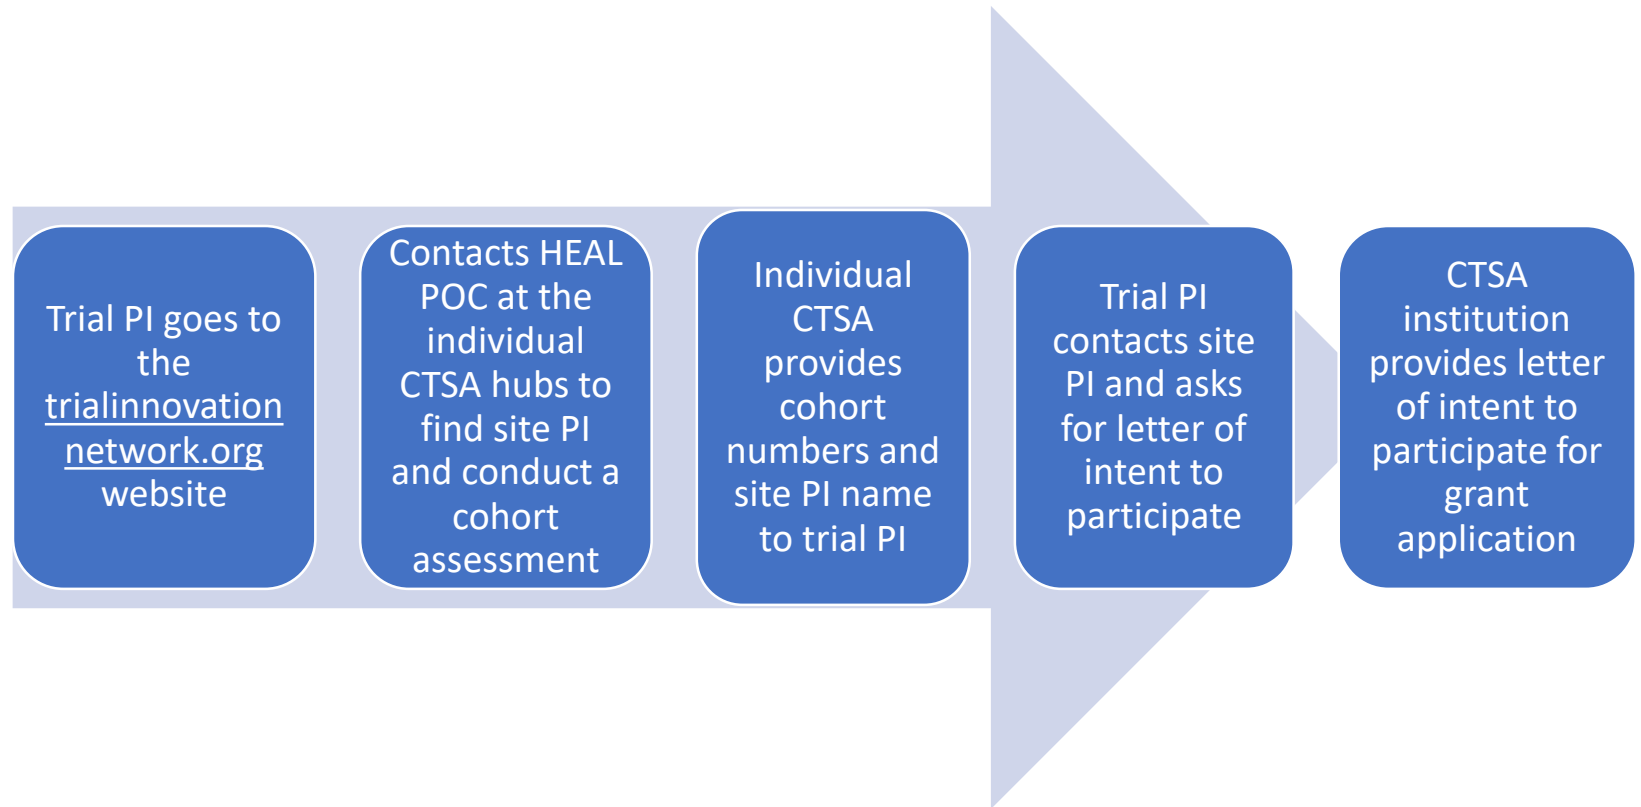 Trial PI goes to
the
trialinnovation
network.org
website
Contacts HEAL
POC at the
individual
CTSA hubs to
find site PI
and conduct a
cohort
assessment
Individual
CTSA
provides
cohort
numbers and
site PI name
to trial PI
Trial PI
contacts site
PI and asks
for letter of
intent to
participate
CTSA
institution
provides letter
of intent to
participate for
grant
application